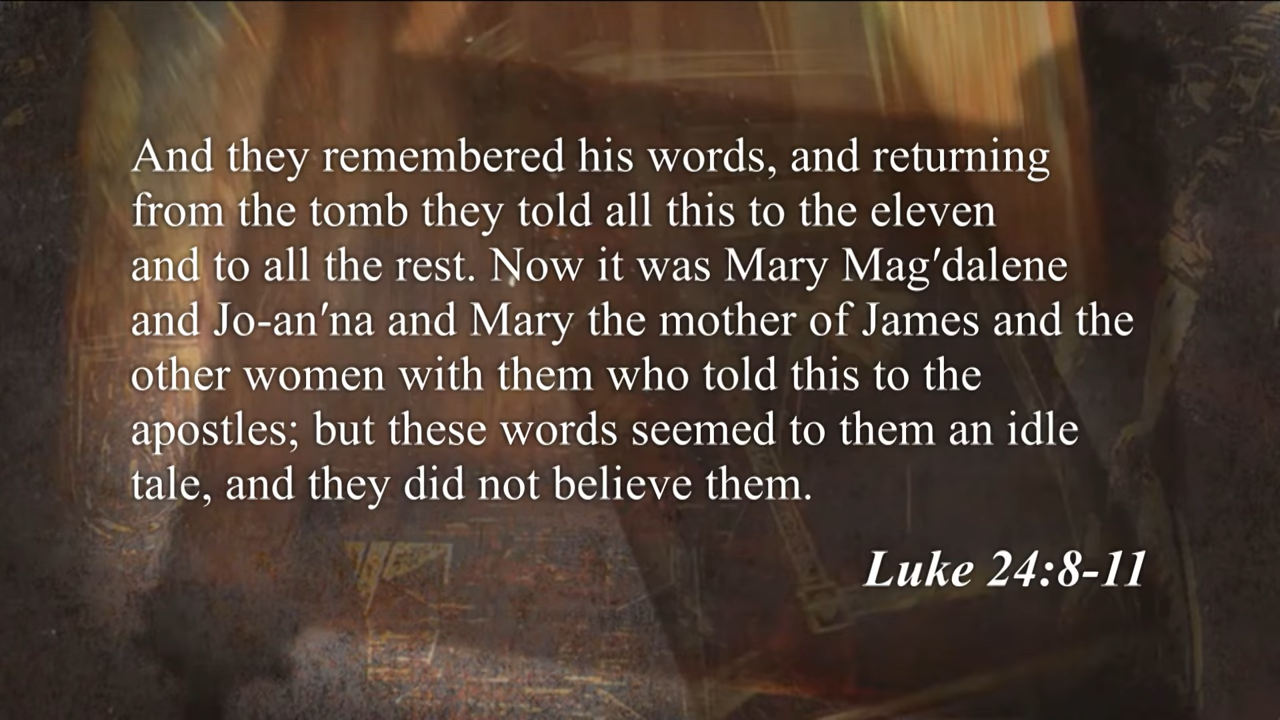 And they remembered his words, and returning
from the tomb they told all this to the eleven
and to all the rest. Now it was Mary Mag′dalene
and Jo-an′na and Mary the mother of James and the
other women with them who told this to the
apostles; but these words seemed to them an idle
tale, and they did not believe them.
Luke 24:8-11